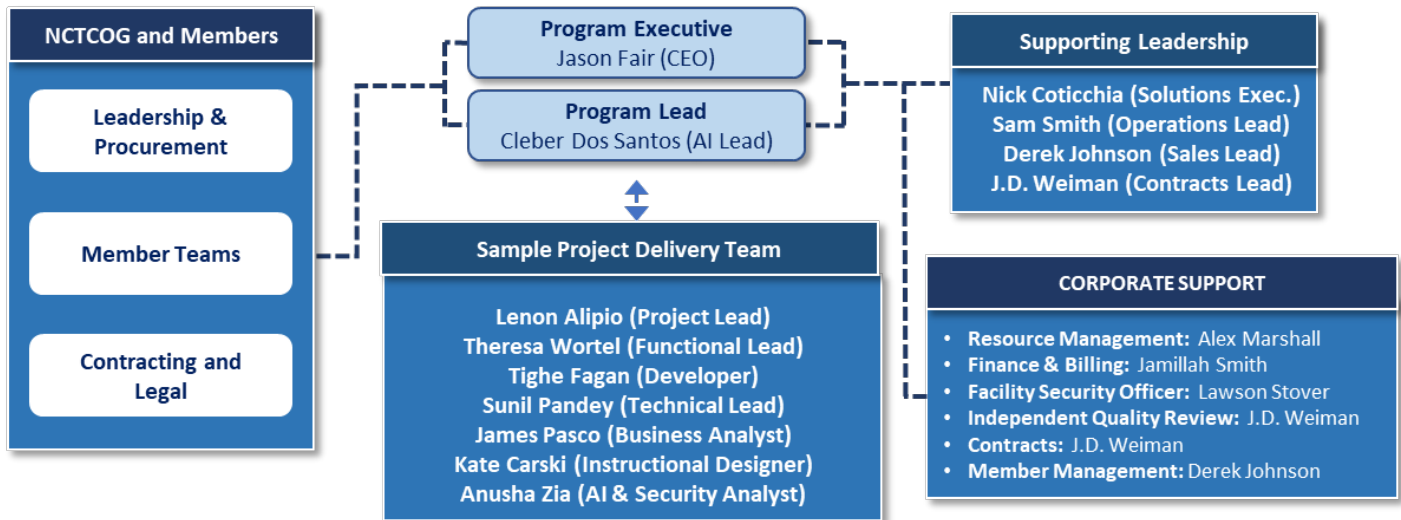 NCTCOG and Members
Leadership &
Procurement
Member Teams
Contracting and
Legal
Program Executive
Jason Fair (CEO)
Program Lead
Cleber Dos Santos (AI Lead)
Sample Project Delivery Team
Lenon Alipio (Project Lead)
Theresa Wortel (Functional Lead)
Tighe Fagan (Developer)
Sunil Pandey (Technical Lead)
James Pasco (Business Analyst)
Kate Carski (Instructional Designer)
Anusha Zia (AI & Security Analyst)
Supporting Leadership
Nick Coticchia (Solutions Exec.)
Sam Smith (Operations Lead)
Derek Johnson (Sales Lead)
J.D. Weiman (Contracts Lead)
CORPORATE SUPPORT
• Resource Management: Alex Marshall
• Finance & Billing: Jamillah Smith
• Facility Security Officer: Lawson Stover
• Independent Quality Review: J.D. Weiman
• Contracts: J.D. Weiman
• Member Management: Derek Johnson